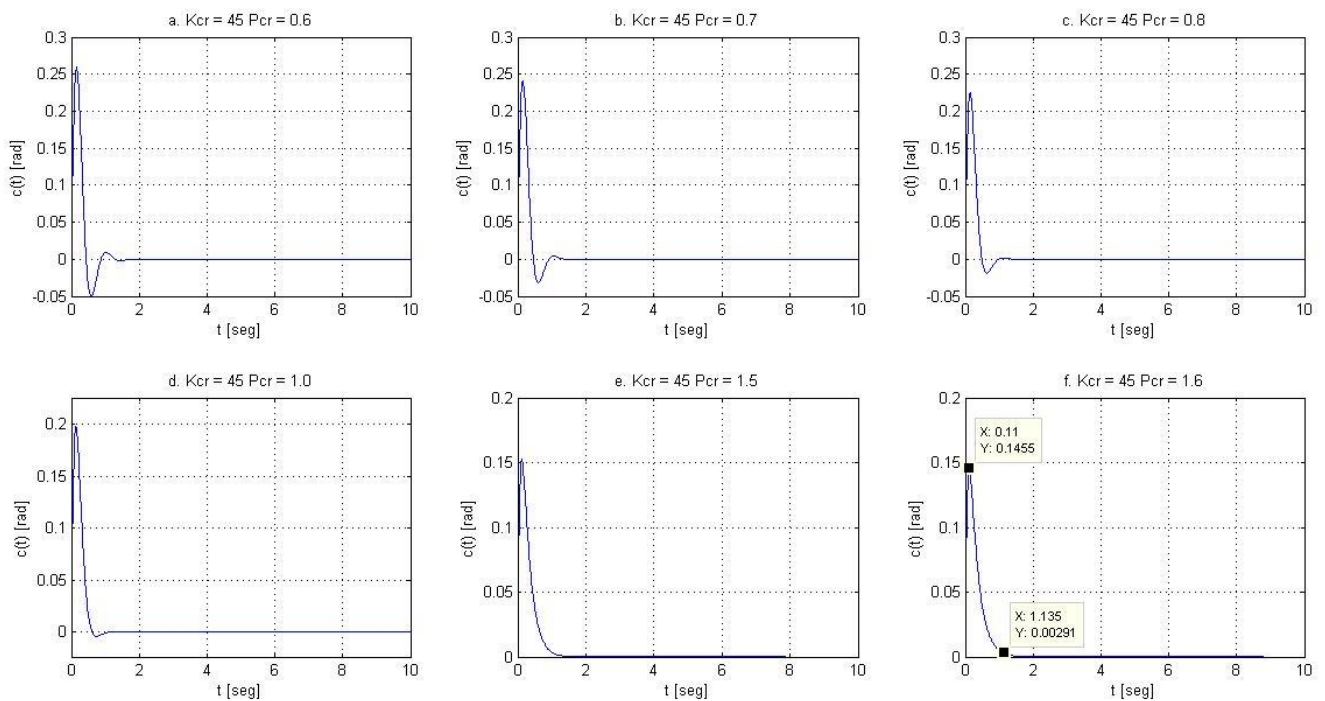 a. Kcr = 45 Pcr = 0.6
0.3
0.25
0.2
0.15
0.1
0.05
0
-0.05
c(t) [rad]
0 2 4 6 8 10
t [seg]
b. Kcr = 45 Pcr = 0.7
0.3
0.25
0.2
0.15
0.1
0.05
0
-0.05
c(t) [rad]
0 2 4 6 8 10
t [seg]
c. Kcr = 45 Pcr = 0.8
0.3
0.25
0.2
0.15
0.1
0.05
0
-0.05
c(t) [rad]
0 2 4 6 8 10
t [seg]
d. Kcr = 45 Pcr = 1.0
0.2
0.15
0.1
0.05
0
c(t) [rad]
0 2 4 6 8 10
t [seg]
e. Kcr = 45 Pcr = 1.5
0.2
0.15
0.1
0.05
0
c(t) [rad]
0 2 4 6 8 10
t [seg]
f. Kcr = 45 Pcr = 1.6
0.2
0.15
0.1
0.05
0
c(t) [rad]
X: 0.11
Y: 0.1455
X: 1.135
Y: 0.00291
0 2 4 6 8 10
t [seg]